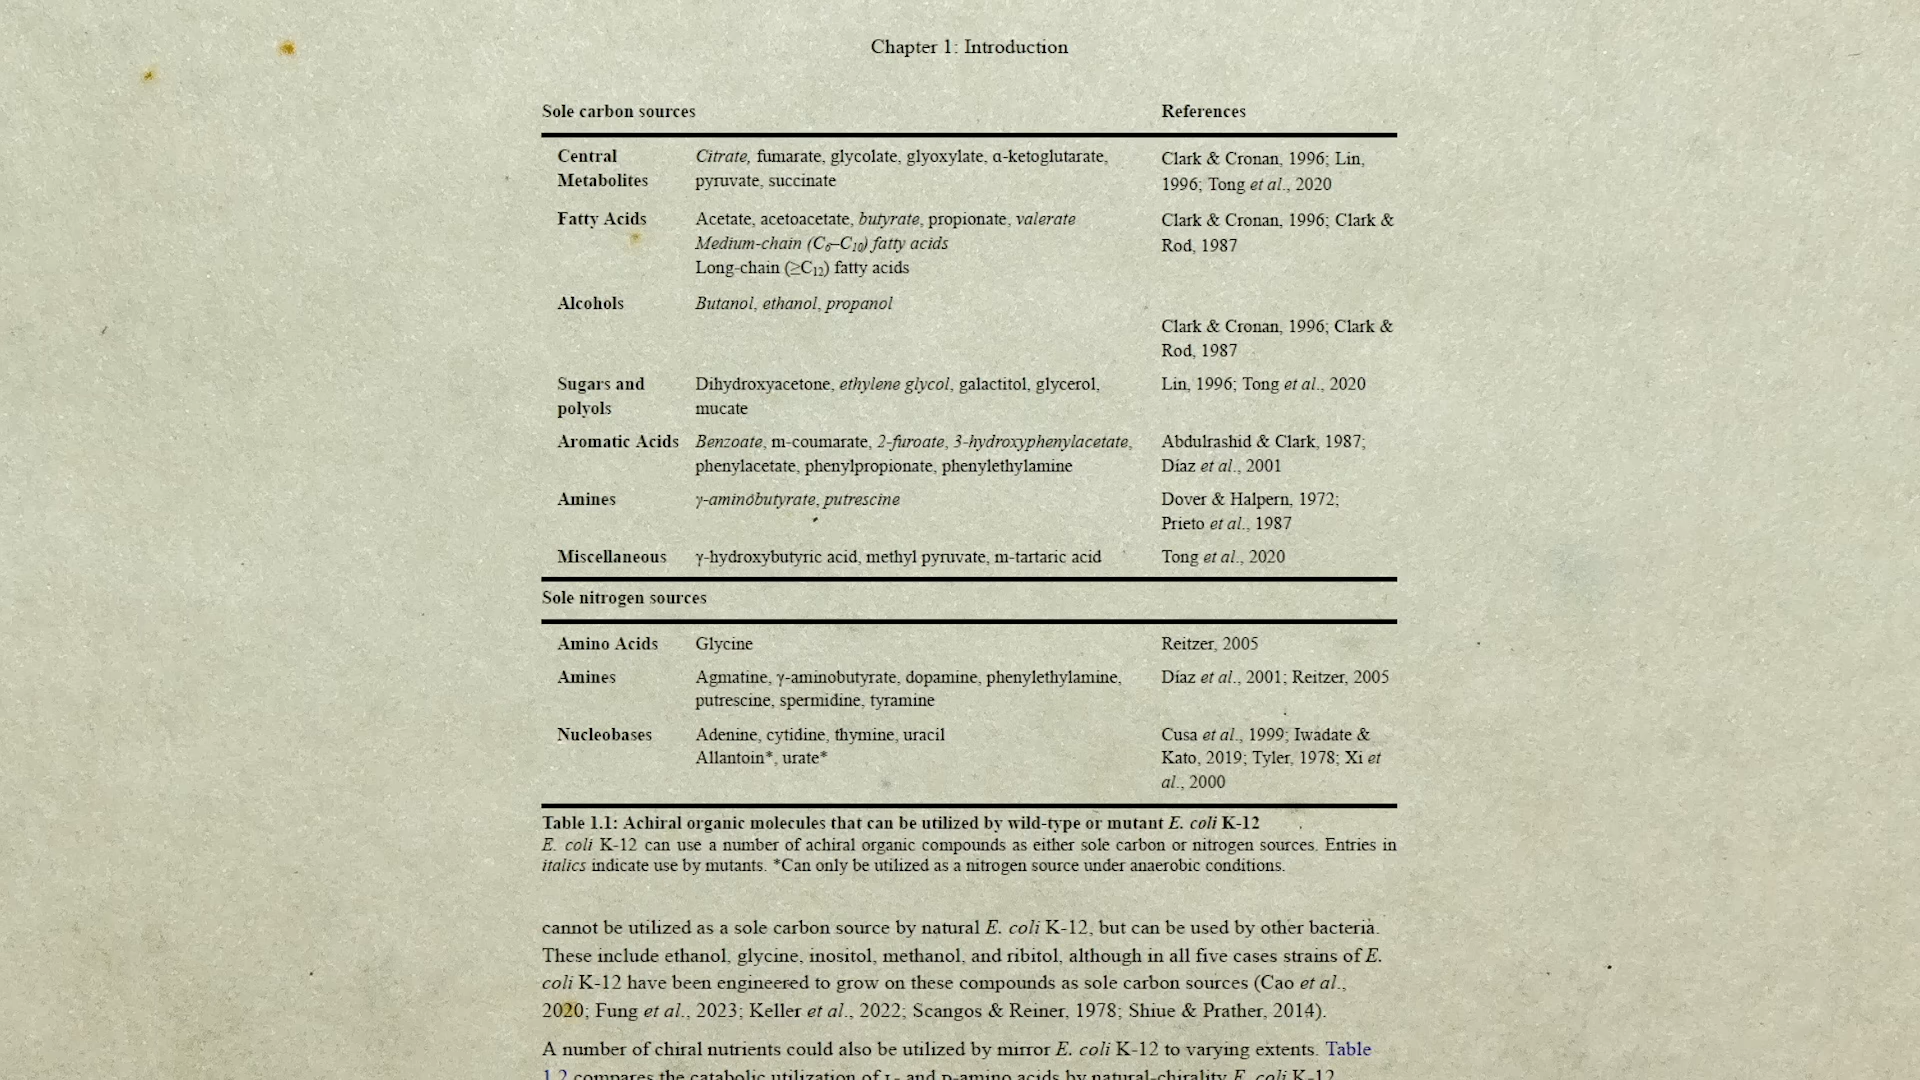 Chapter 1: Introduction
Sole carbon sources References
Central Metabolites Citrate, fumarate, glycolate, glyoxylate, α-ketoglutarate, pyruvate, succinate Clark & Cronan, 1996; Lin, 1996; Tong et al., 2020
Fatty Acids Acetate, acetoacetate, butyrate, propionate, valerate Clark & Cronan, 1996; Clark & Rod, 1987
Medium-chain (C6–C10) fatty acids
Long-chain (≥C12) fatty acids
Alcohols Butanol, ethanol, propanol
Clark & Cronan, 1996; Clark & Rod, 1987
Sugars and polyols Dihydroxyacetone, ethylene glycol, galactitol, glycerol, mucate Lin, 1996; Tong et al., 2020
Aromatic Acids Benzoate, m-coumarate, 2-furoate, 3-hydroxyphenylacetate, phenylacetate, phenylpropionate, phenylethylamine Abdulrashid & Clark, 1987; Díaz et al., 2001
Amines γ-aminobutyrate, putrescine Dover & Halpern, 1972; Prieto et al., 1987
Miscellaneous γ-hydroxybutyric acid, methyl pyruvate, m-tartaric acid Tong et al., 2020
Sole nitrogen sources
Amino Acids Glycine Reitzer, 2005
Amines Agmatine, γ-aminobutyrate, dopamine, phenylethylamine, putrescine, spermidine, tyramine Díaz et al., 2001; Reitzer, 2005
Nucleobases Adenine, cytidine, thymine, uracil Allantoin*, urate* Cusa et al., 1999; Iwadate & Kato, 2019; Tyler, 1978; Xi et al., 2000
Table 1.1: Achiral organic molecules that can be utilized by wild-type or mutant E. coli K-12
E. coli K-12 can use a number of achiral organic compounds as either sole carbon or nitrogen sources. Entries in
italics indicate use by mutants. *Can only be utilized as a nitrogen source under anaerobic conditions.
cannot be utilized as a sole carbon source by natural E. coli K-12, but can be used by other bacteria.
These include ethanol, glycine, inositol, methanol, and ribitol, although in all five cases strains of E.
coli K-12 have been engineered to grow on these compounds as sole carbon sources (Cao et al.,
2020; Fung et al., 2023; Keller et al., 2022; Scangos & Reiner, 1978; Shiue & Prather, 2014).
A number of chiral nutrients could also be utilized by mirror E. coli K-12 to varying extents. Table
1.2 compares the catabolic utilization of L- and D-amino acids by natural-chirality E. coli K-12